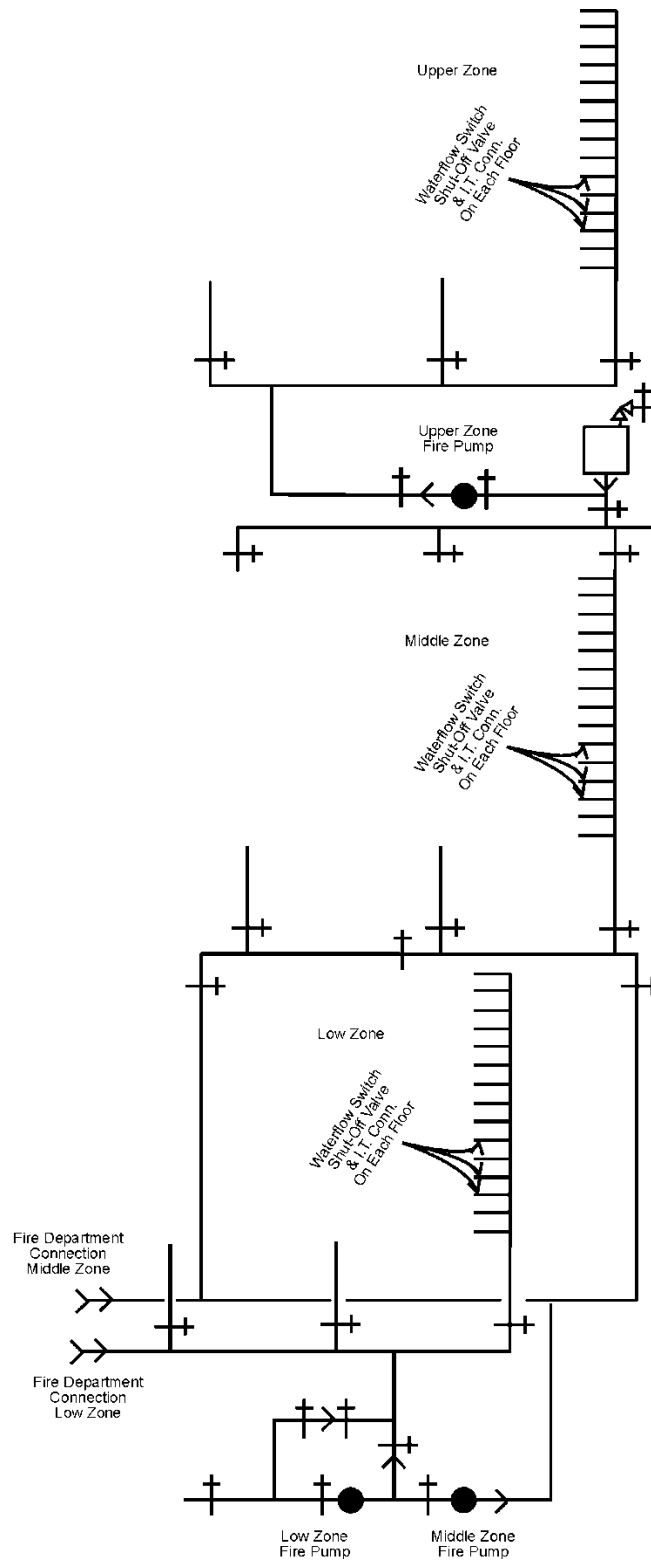 Upper Zone
Waterflow Switch
Shut-Off Valve
& I.T. Conn.
On Each Floor
Upper Zone
Fire Pump
Middle Zone
Waterflow Switch
Shut-Off Valve
& I.T. Conn.
On Each Floor
Low Zone
Waterflow Switch
Shut-Off Valve
& I.T. Conn.
On Each Floor
Fire Department
Connection
Middle Zone
Fire Department
Connection
Low Zone
Low Zone
Fire Pump
Middle Zone
Fire Pump